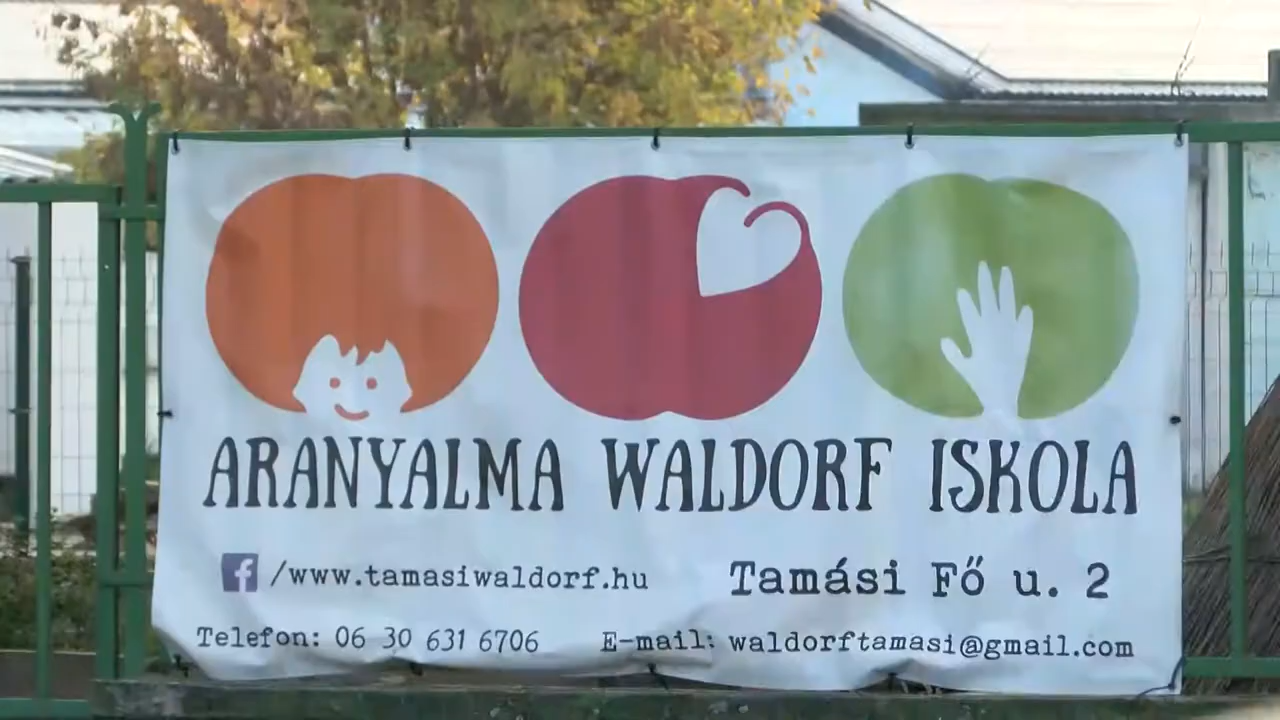 ARANYALMA WALDORF ISKOLA
f /www.tamasiwaldorf.hu
Tamási Fő u. 2
Telefon: 06 30 631 6706
E-mail: waldorftamasi@gmail.com